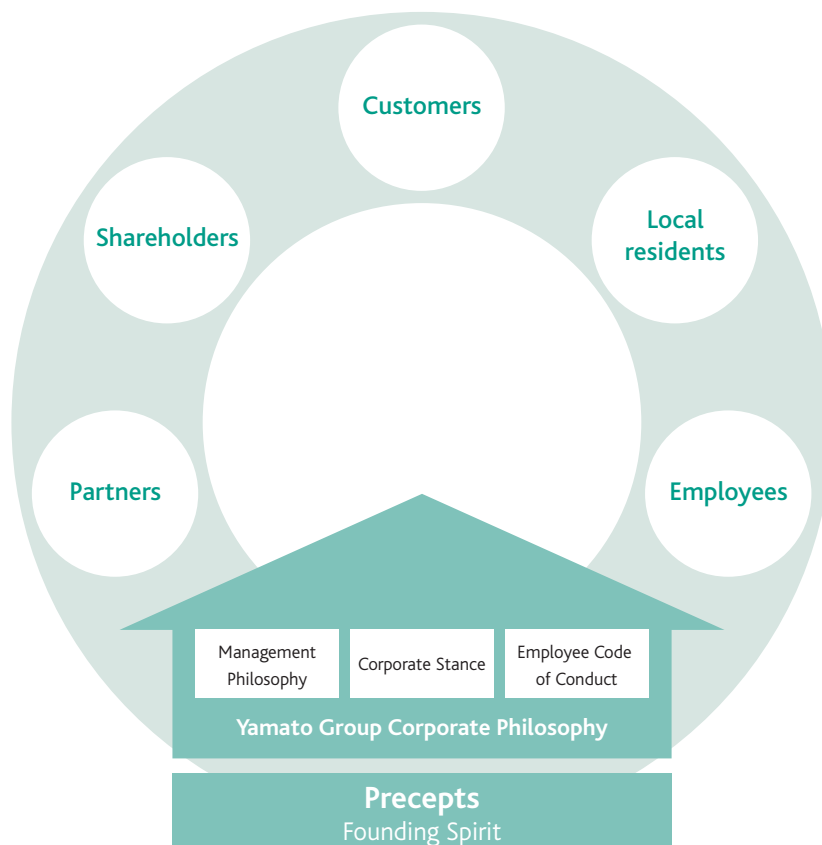 Customers
Shareholders
Local
residents
Partners
Employees
Management
Philosophy
Corporate Stance
Employee Code
of Conduct
Yamato Group Corporate Philosophy
Precepts
Founding Spirit